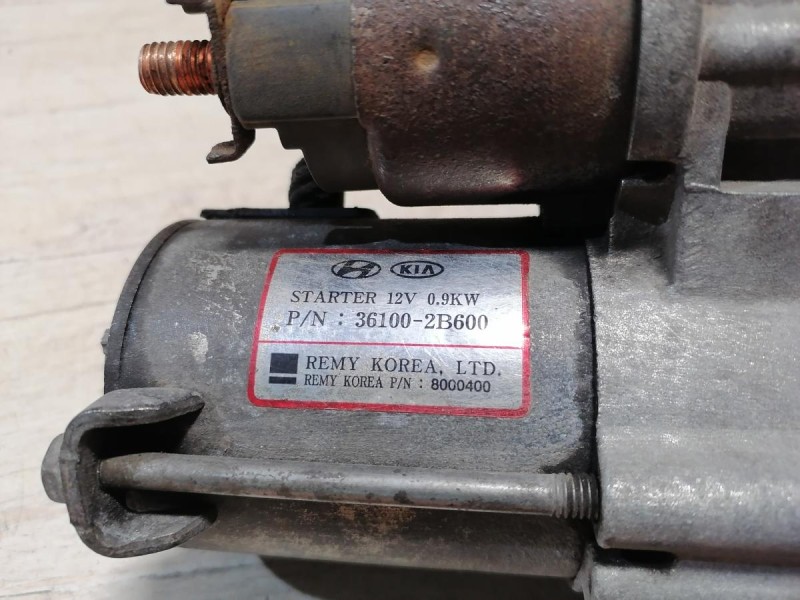 KIA
STARTER 12V 0.9KW
P/N : 36100-2B600
REMY KOREA, LTD.
REMY KOREA P/N : 8000400